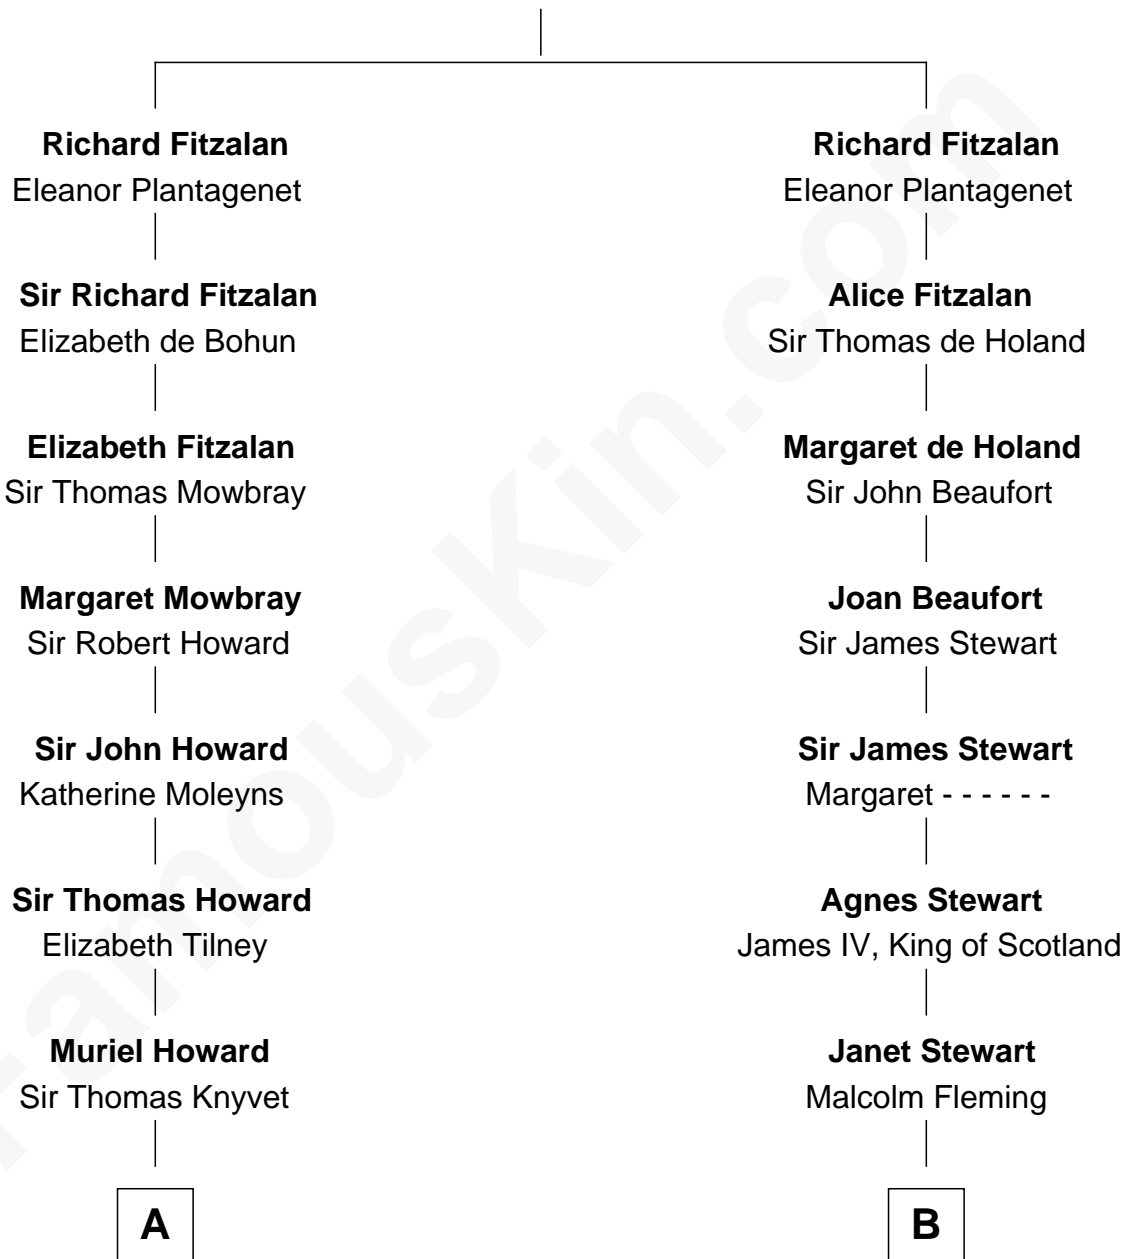 Richard Fitzalan
Eleanor Plantagenet
Sir Richard Fitzalan
Elizabeth de Bohun
Elizabeth Fitzalan
Sir Thomas Mowbray
Margaret Mowbray
Sir Robert Howard
Sir John Howard
Katherine Moleyns
Sir Thomas Howard
Elizabeth Tilney
Muriel Howard
Sir Thomas Knyvet
A
Richard Fitzalan
Eleanor Plantagenet
Alice Fitzalan
Sir Thomas de Holand
Margaret de Holand
Sir John Beaufort
Joan Beaufort
Sir James Stewart
Sir James Stewart
Margaret - - - - - -
Agnes Stewart
James IV, King of Scotland
Janet Stewart
Malcolm Fleming
B
FamousKin.com